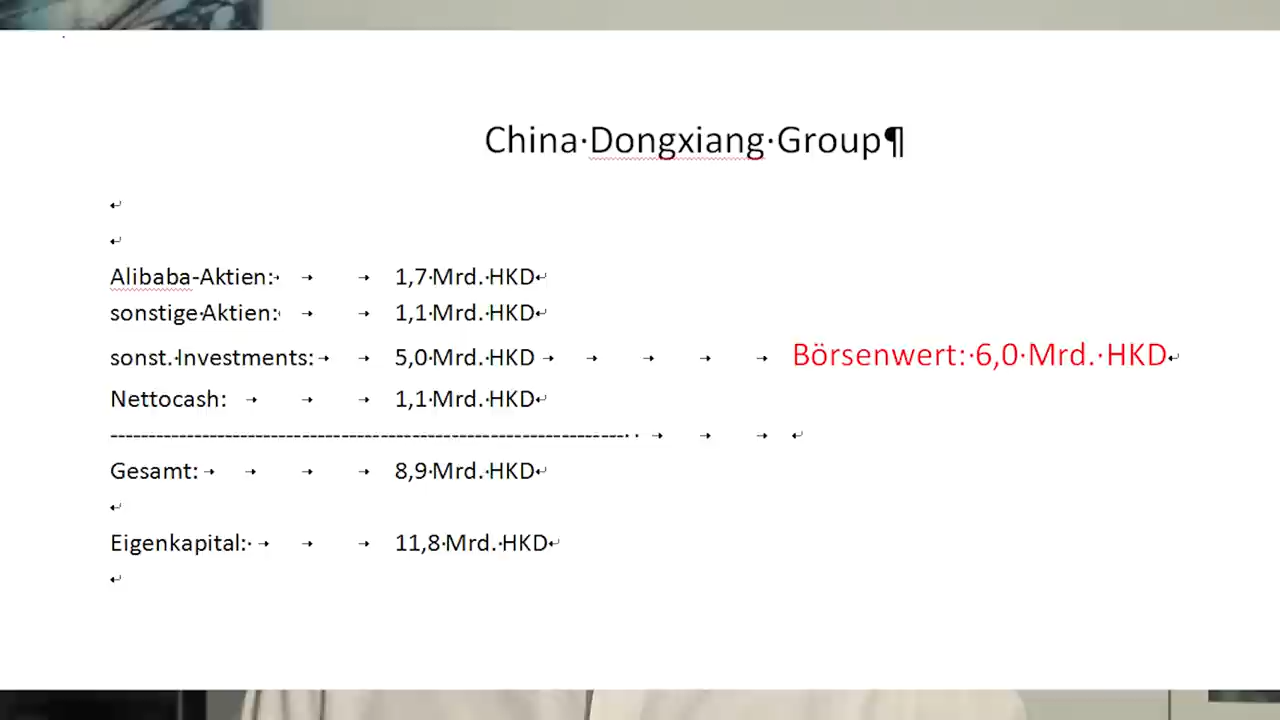 China Dongxiang Group
Alibaba-Aktien: 1,7 Mrd. HKD
sonstige Aktien: 1,1 Mrd. HKD
sonst. Investments: 5,0 Mrd. HKD Börsenwert: 6,0 Mrd. HKD
Nettocash: 1,1 Mrd. HKD
--------------------------------------------------------------------
Gesamt: 8,9 Mrd. HKD
Eigenkapital: 11,8 Mrd. HKD